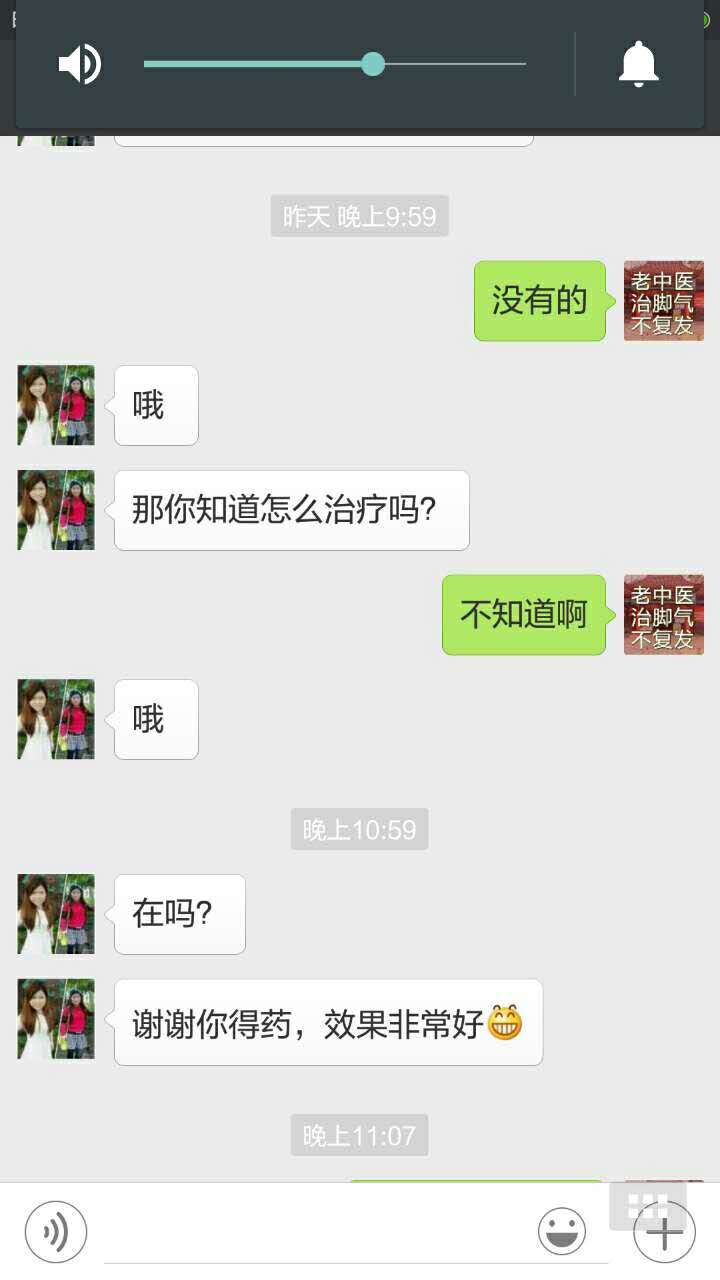 昨天 晚上9:59
没有的
老中医
治脚气
不复发
哦
那你知道怎么治疗吗?
不知道啊
老中医
治脚气
不复发
哦
晚上10:59
在吗?
谢谢你得药，效果非常好
晚上11:07